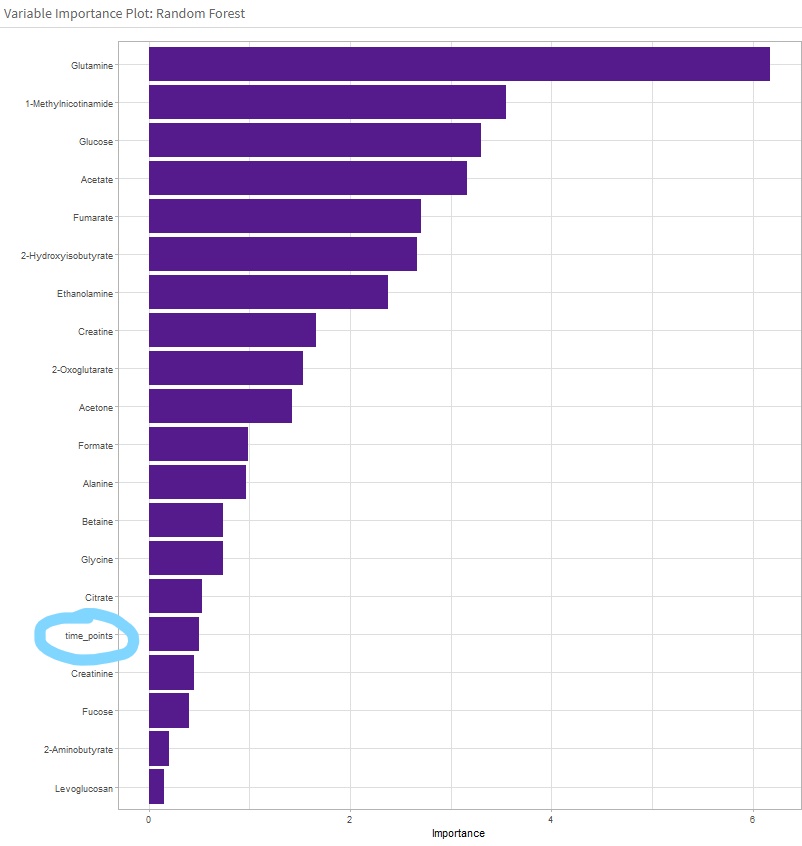 Variable Importance Plot: Random Forest
Glutamine
1-Methylnicotinamide
Glucose
Acetate
Fumarate
2-Hydroxyisobutyrate
Ethanolamine
Creatine
2-Oxoglutarate
Acetone
Formate
Alanine
Betaine
Glycine
Citrate
time_points
Creatinine
Fucose
2-Aminobutyrate
Levoglucosan
0 2 4 6
Importance